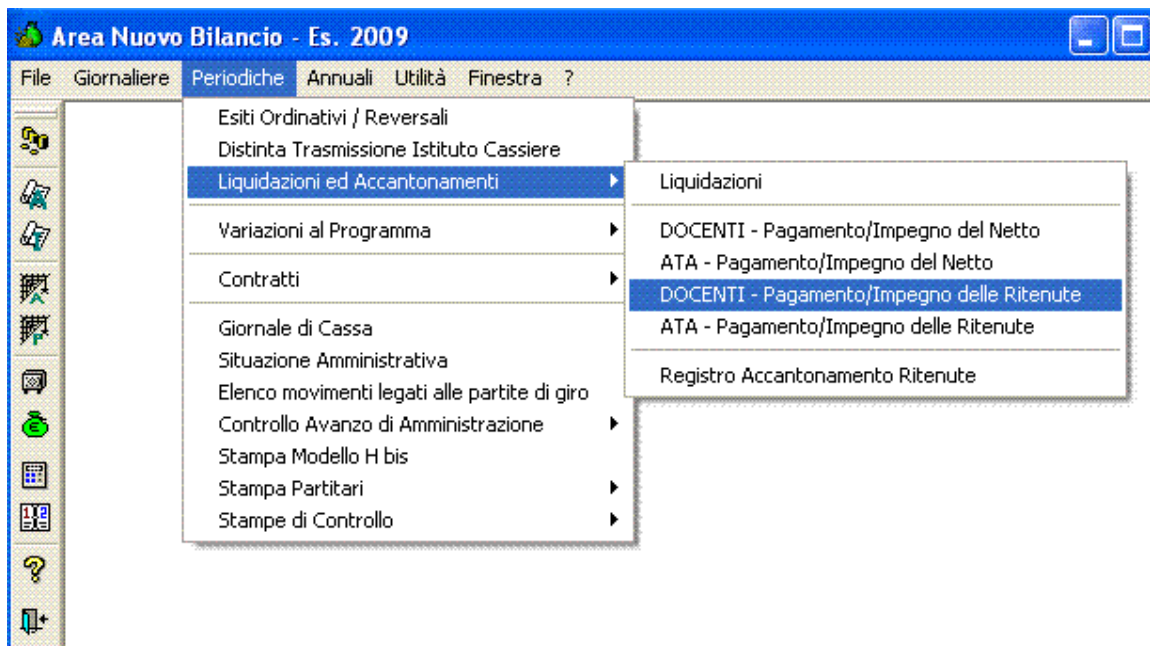 Area Nuovo Bilancio - Es. 2009
File Giornaliere Periodiche Annuali Utilità Finestra ?
Esiti Ordinativi / Reversali
Distinta Trasmissione Istituto Cassiere
Liquidazioni ed Accantonamenti
Variazioni al Programma
Contratti
Giornale di Cassa
Situazione Amministrativa
Elenco movimenti legati alle partite di giro
Controllo Avanzo di Amministrazione
Stampa Modello H bis
Stampa Partitari
Stampe di Controllo
Liquidazioni
DOCENTI - Pagamento/Impegno del Netto
ATA - Pagamento/Impegno del Netto
DOCENTI - Pagamento/Impegno delle Ritenute
ATA - Pagamento/Impegno delle Ritenute
Registro Accantonamento Ritenute